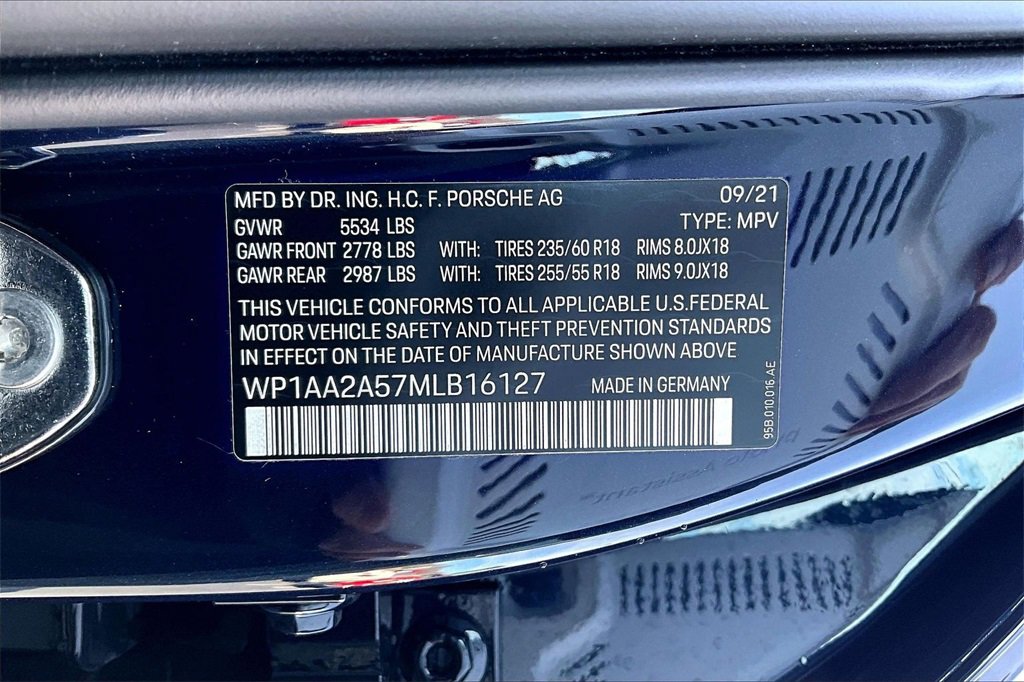 MFD BY DR. ING. H.C. F. PORSCHE AG 09/21
GVWR 5534 LBS TYPE: MPV
GAWR FRONT 2778 LBS WITH: TIRES 235/60 R18 RIMS 8.0JX18
GAWR REAR 2987 LBS WITH: TIRES 255/55 R18 RIMS 9.0JX18
THIS VEHICLE CONFORMS TO ALL APPLICABLE U.S.FEDERAL
MOTOR VEHICLE SAFETY AND THEFT PREVENTION STANDARDS
IN EFFECT ON THE DATE OF MANUFACTURE SHOWN ABOVE.
WP1AA2A57MLB16127 MADE IN GERMANY
95B.010.016.AE